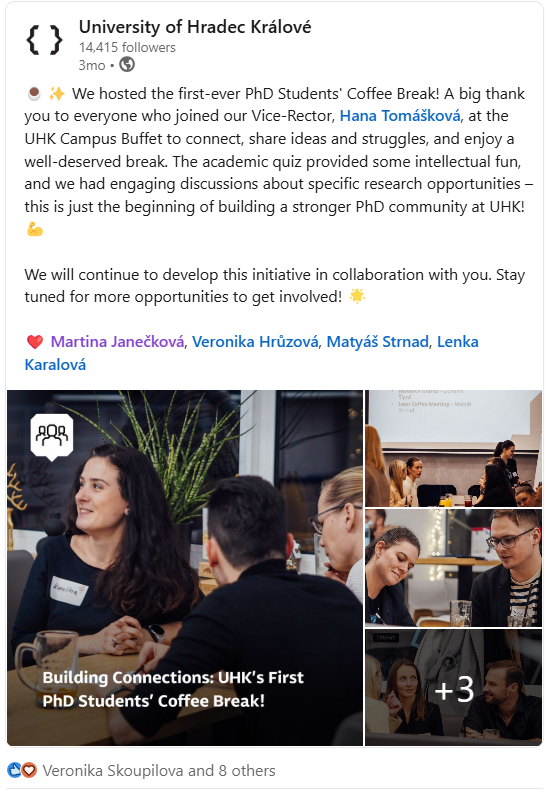 University of Hradec Králové
14,415 followers
3mo •
☕ ✨ We hosted the first-ever PhD Students' Coffee Break! A big thank
you to everyone who joined our Vice-Rector, Hana Tomášková, at the
UHK Campus Buffet to connect, share ideas and struggles, and enjoy a
well-deserved break. The academic quiz provided some intellectual fun,
and we had engaging discussions about specific research opportunities –
this is just the beginning of building a stronger PhD community at UHK!
💪
We will continue to develop this initiative in collaboration with you. Stay
tuned for more opportunities to get involved! 🌟
❤️ Martina Janečková, Veronika Hrůzová, Matyáš Strnad, Lenka
Karalová
Building Connections: UHK's First
PhD Students' Coffee Break!
+3
Veronika Skoupilova and 8 others